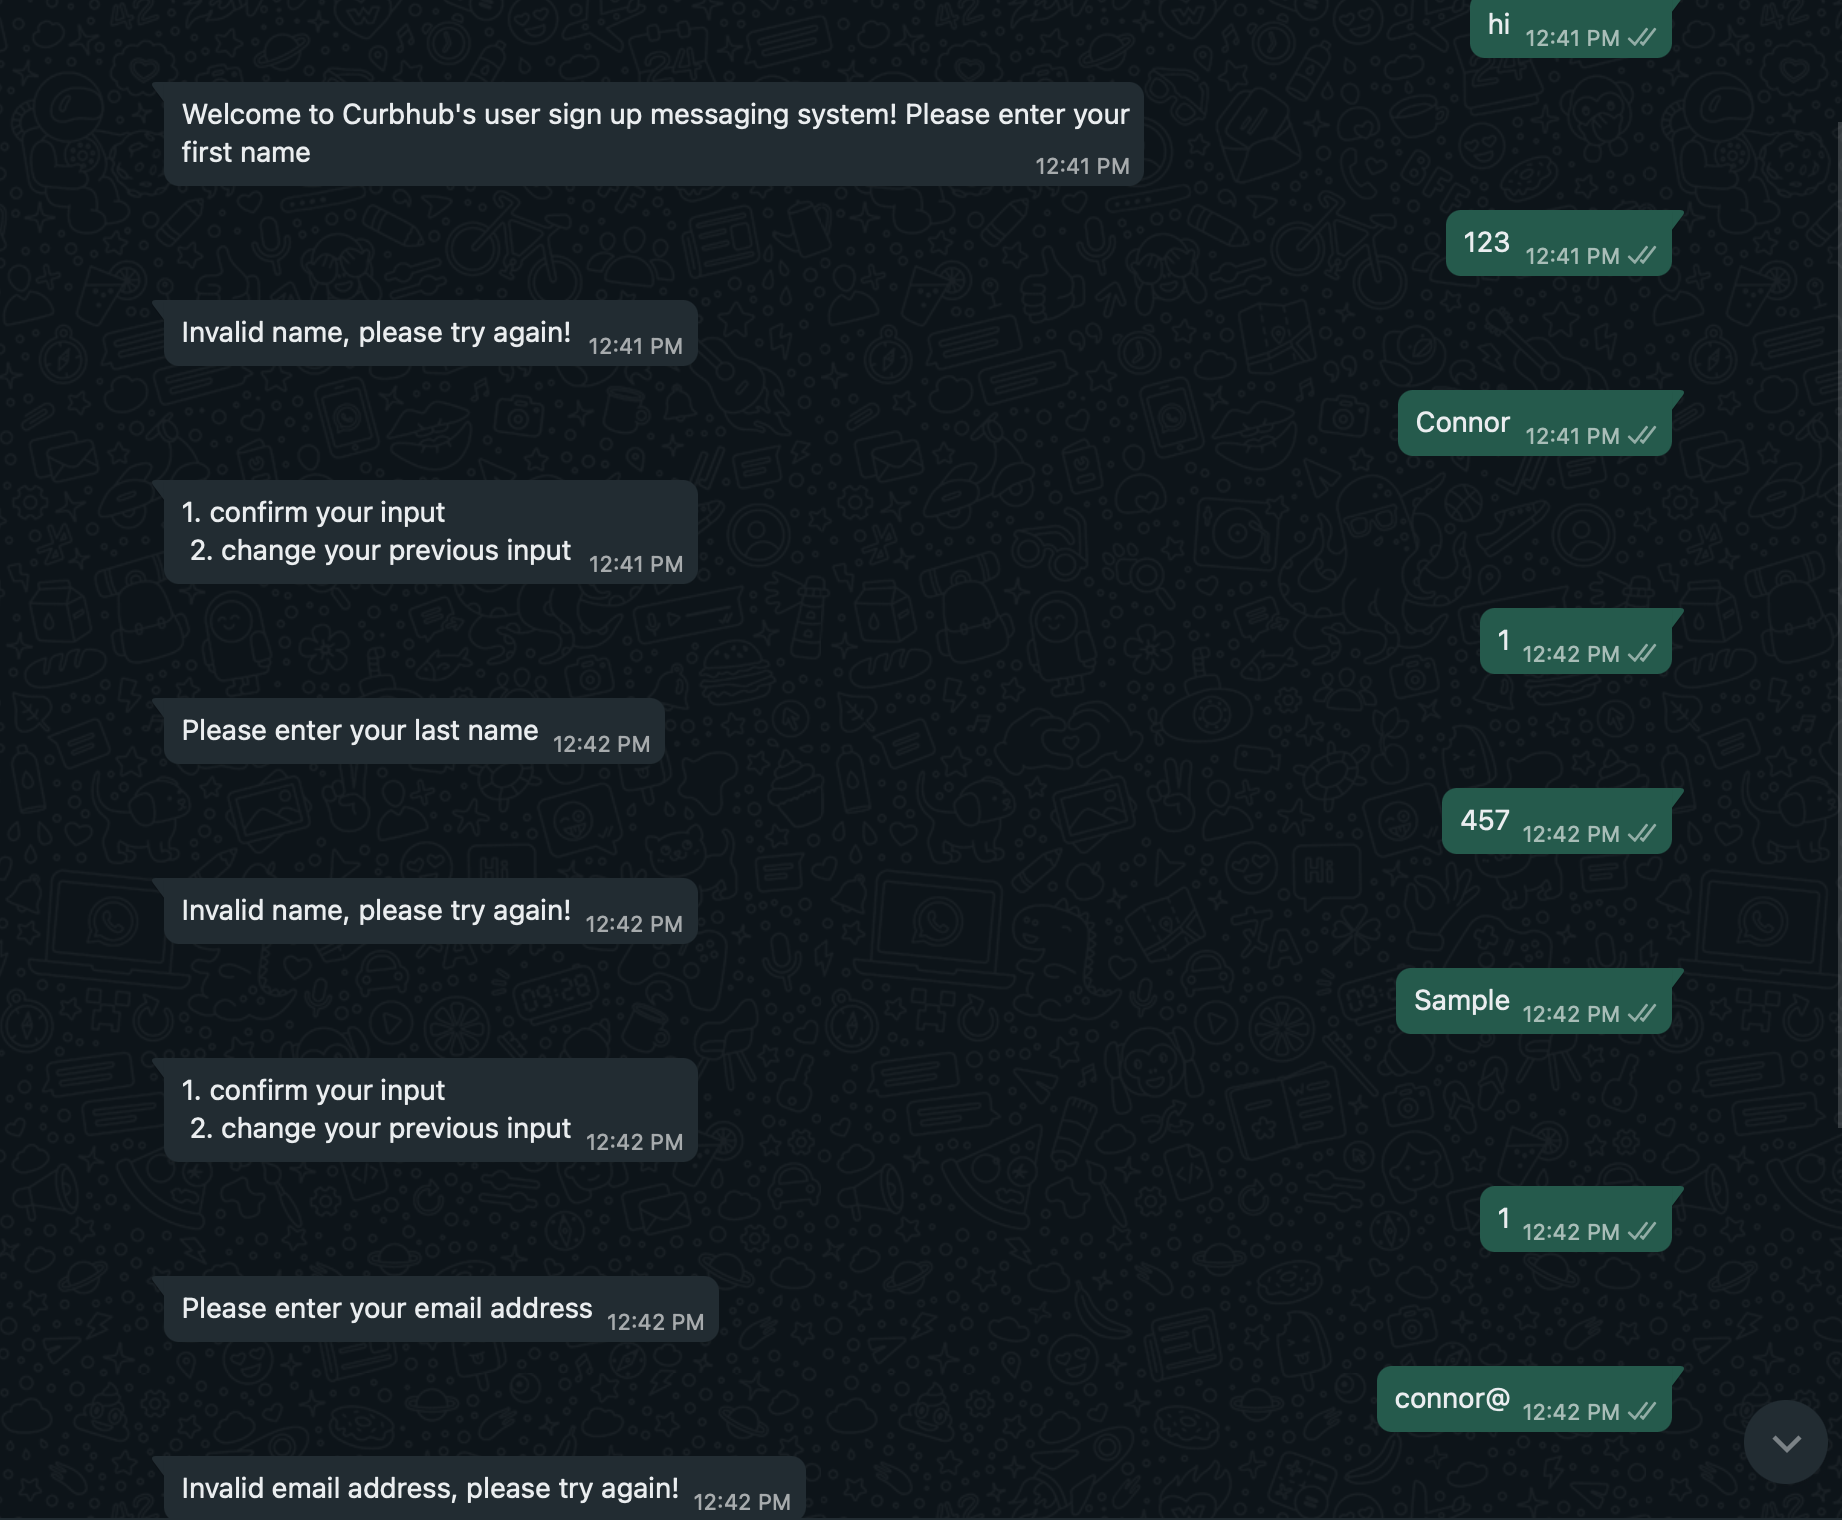 hi 12:41 PM
Welcome to Curbhub's user sign up messaging system! Please enter your
first name 12:41 PM
123 12:41 PM
Invalid name, please try again! 12:41 PM
Connor 12:41 PM
1. confirm your input
2. change your previous input 12:41 PM
1 12:42 PM
Please enter your last name 12:42 PM
457 12:42 PM
Invalid name, please try again! 12:42 PM
Sample 12:42 PM
1. confirm your input
2. change your previous input 12:42 PM
1 12:42 PM
Please enter your email address 12:42 PM
connor@ 12:42 PM
Invalid email address, please try again! 12:42 PM